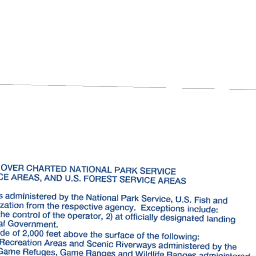 OVER CHARTED NATIONAL PARK SERVICE
CE AREAS, AND U.S. FOREST SERVICE AREAS
s administered by the National Park Service, U.S. Fish and
zation from the respective agency. Exceptions include:
the control of the operator, 2) at officially designated landing
al Government.
de of 2,000 feet above the surface of the following:
Recreation Areas and Scenic Riverways administered by the
Game Refuges, Game Ranges and Wildlife Ranges administered